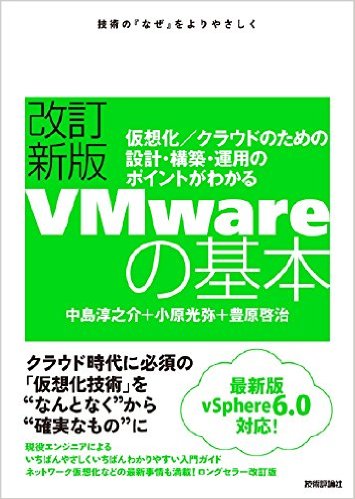 技術の『なぜ』をよりやさしく
改訂
新版
仮想化／クラウドのための
設計・構築・運用の
ポイントがわかる
VMware
の基本
中島淳之介+小原光弥+豊原啓治
クラウド時代に必須の
「仮想化技術」を
“なんとなく”から
“確実なもの”に
最新版
vSphere6.0
対応!
現役エンジニアによる
いちばんやさしくいちばんわかりやすい入門ガイド
ネットワーク仮想化などの最新事情も満載! ロングセラー改訂版
技術評論社